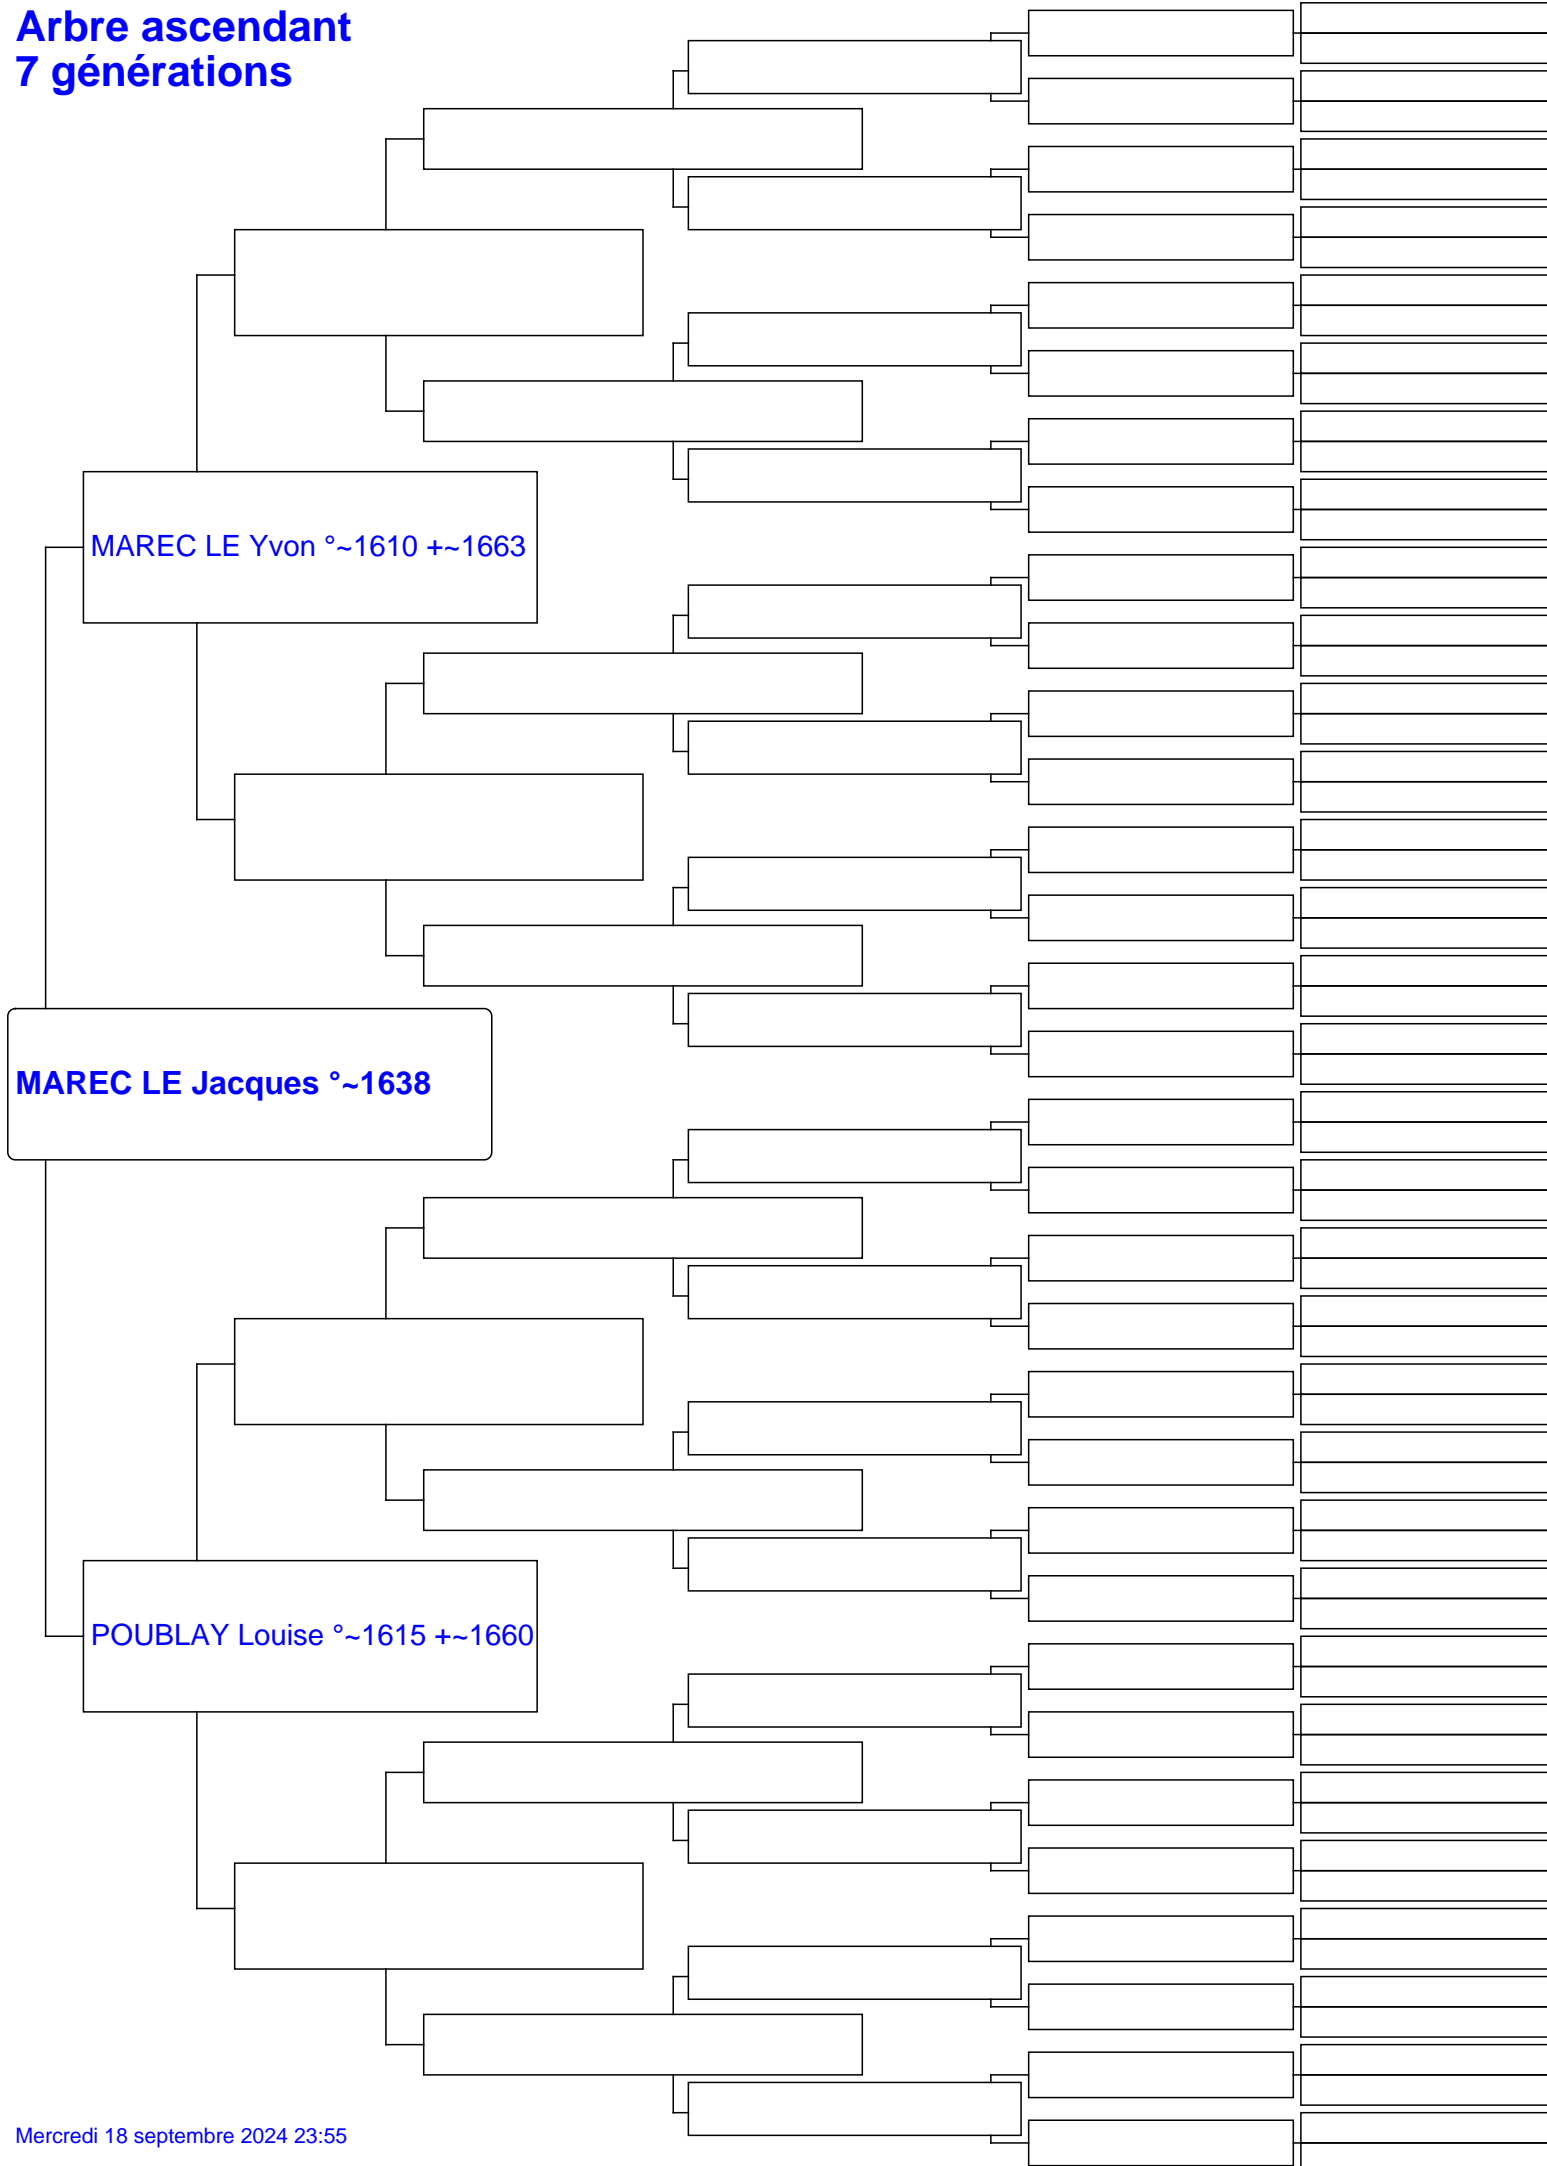 Arbre ascendant
7 générations
MAREC LE Yvon °~1610 +~1663
MAREC LE Jacques °~1638
POUBLAY Louise °~1615 +~1660
Mercredi 18 septembre 2024 23:55